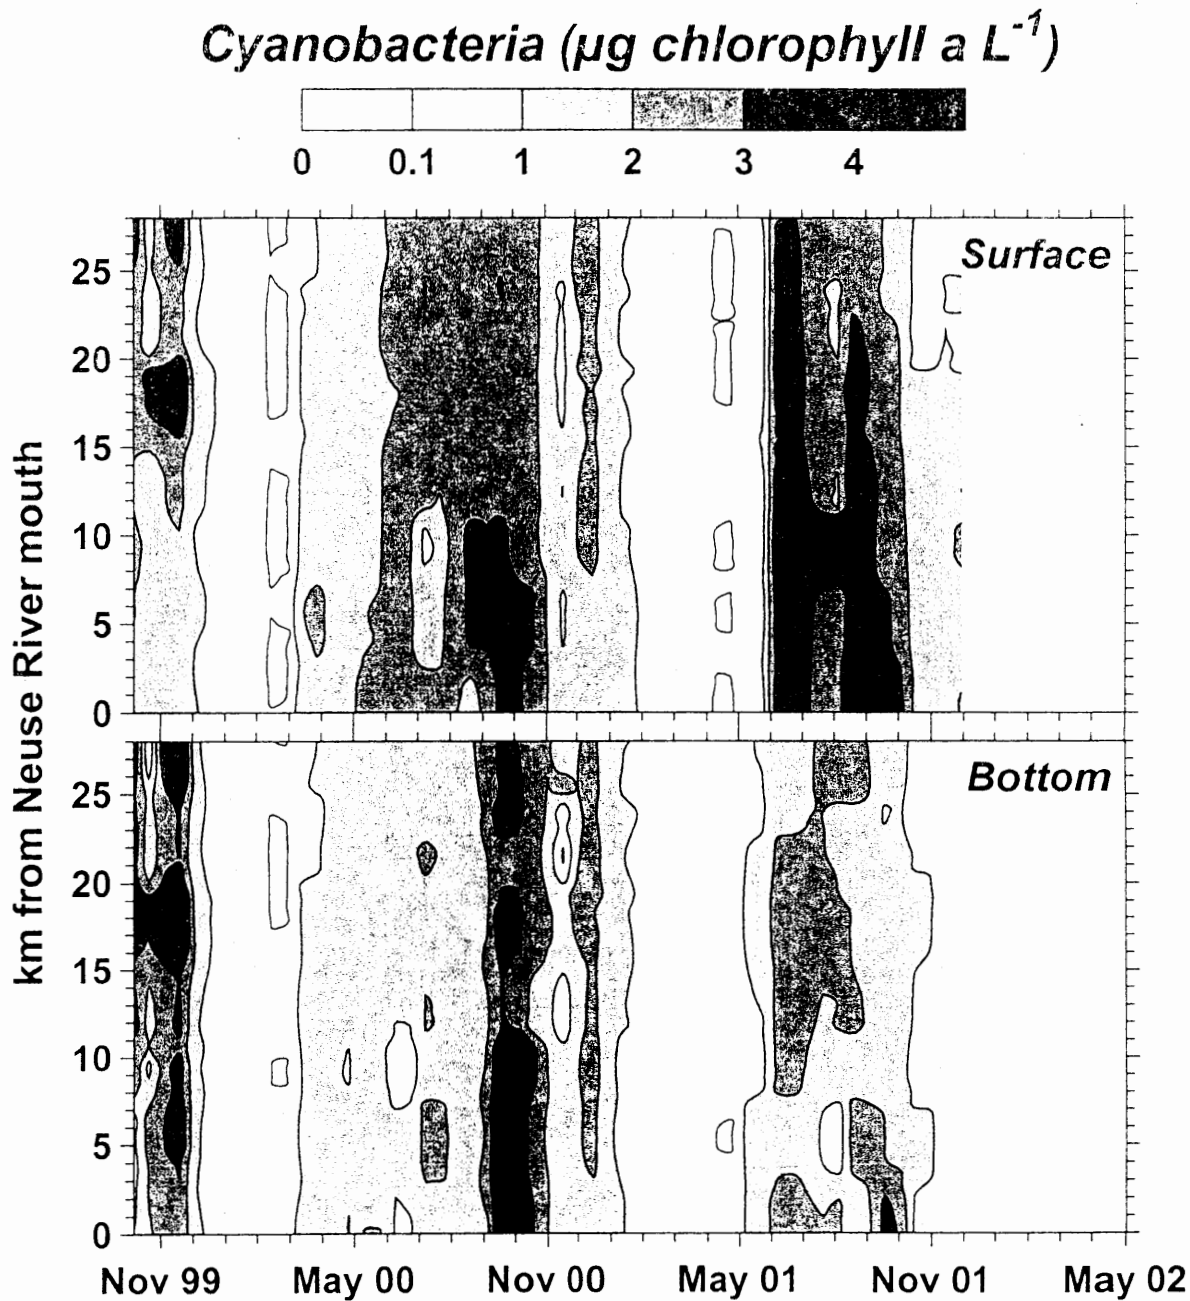 Cyanobacteria (µg chlorophyll a L⁻¹)
0 0.1 1 2 3 4
Surface
25
20
15
10
5
0
Bottom
25
20
15
10
5
0
km from Neuse River mouth
Nov 99 May 00 Nov 00 May 01 Nov 01 May 02